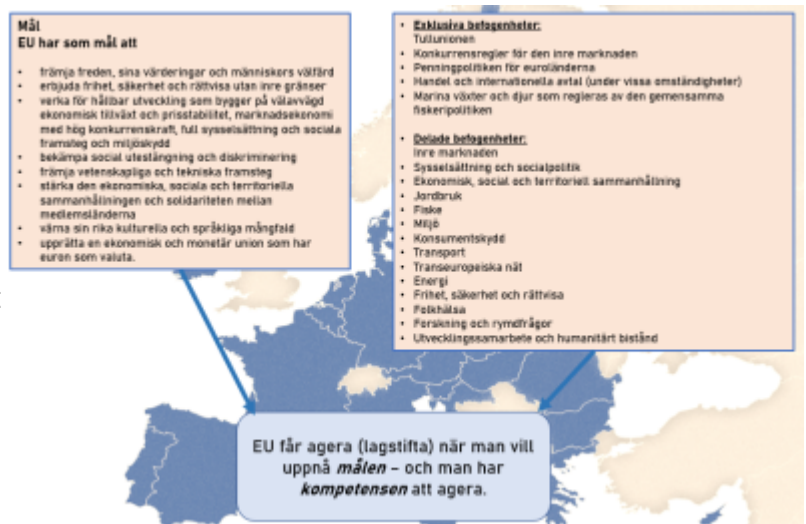 Mål
EU har som mål att
• främja freden, sina värderingar och människors välfärd
• erbjuda frihet, säkerhet och rättvisa utan inre gränser
• verka för hållbar utveckling som bygger på välavvägd
ekonomisk tillväxt och prisstabilitet, marknadsekonomi
med hög konkurrenskraft, full sysselsättning och sociala
framsteg och miljöskydd
• bekämpa social utestängning och diskriminering
• främja vetenskapliga och tekniska framsteg
• stärka den ekonomiska, sociala och territoriella
sammanhållningen och solidariteten mellan
medlemsländerna
• värna sin rika kulturella och språkliga mångfald
• upprätta en ekonomisk och monetär union som har
euron som valuta.
• Exklusiva befogenheter:
Tullunionen
• Konkurrensregler för den inre marknaden
• Penningpolitiken för euroländerna
• Handel och internationella avtal (under vissa omständigheter)
• Marina växter och djur som regleras av den gemensamma
fiskeripolitiken
• Delade befogenheter:
Inre marknaden
• Sysselsättning och socialpolitik
• Ekonomisk, social och territoriell sammanhållning
• Jordbruk
• Fiske
• Miljö
• Konsumentskydd
• Transport
• Transeuropeiska nät
• Energi
• Frihet, säkerhet och rättvisa
• Folkhälsa
• Forskning och rymdfrågor
• Utvecklingssamarbete och humanitärt bistånd
EU får agera (lagstifta) när man vill
uppnå målen – och man har
kompetensen att agera.